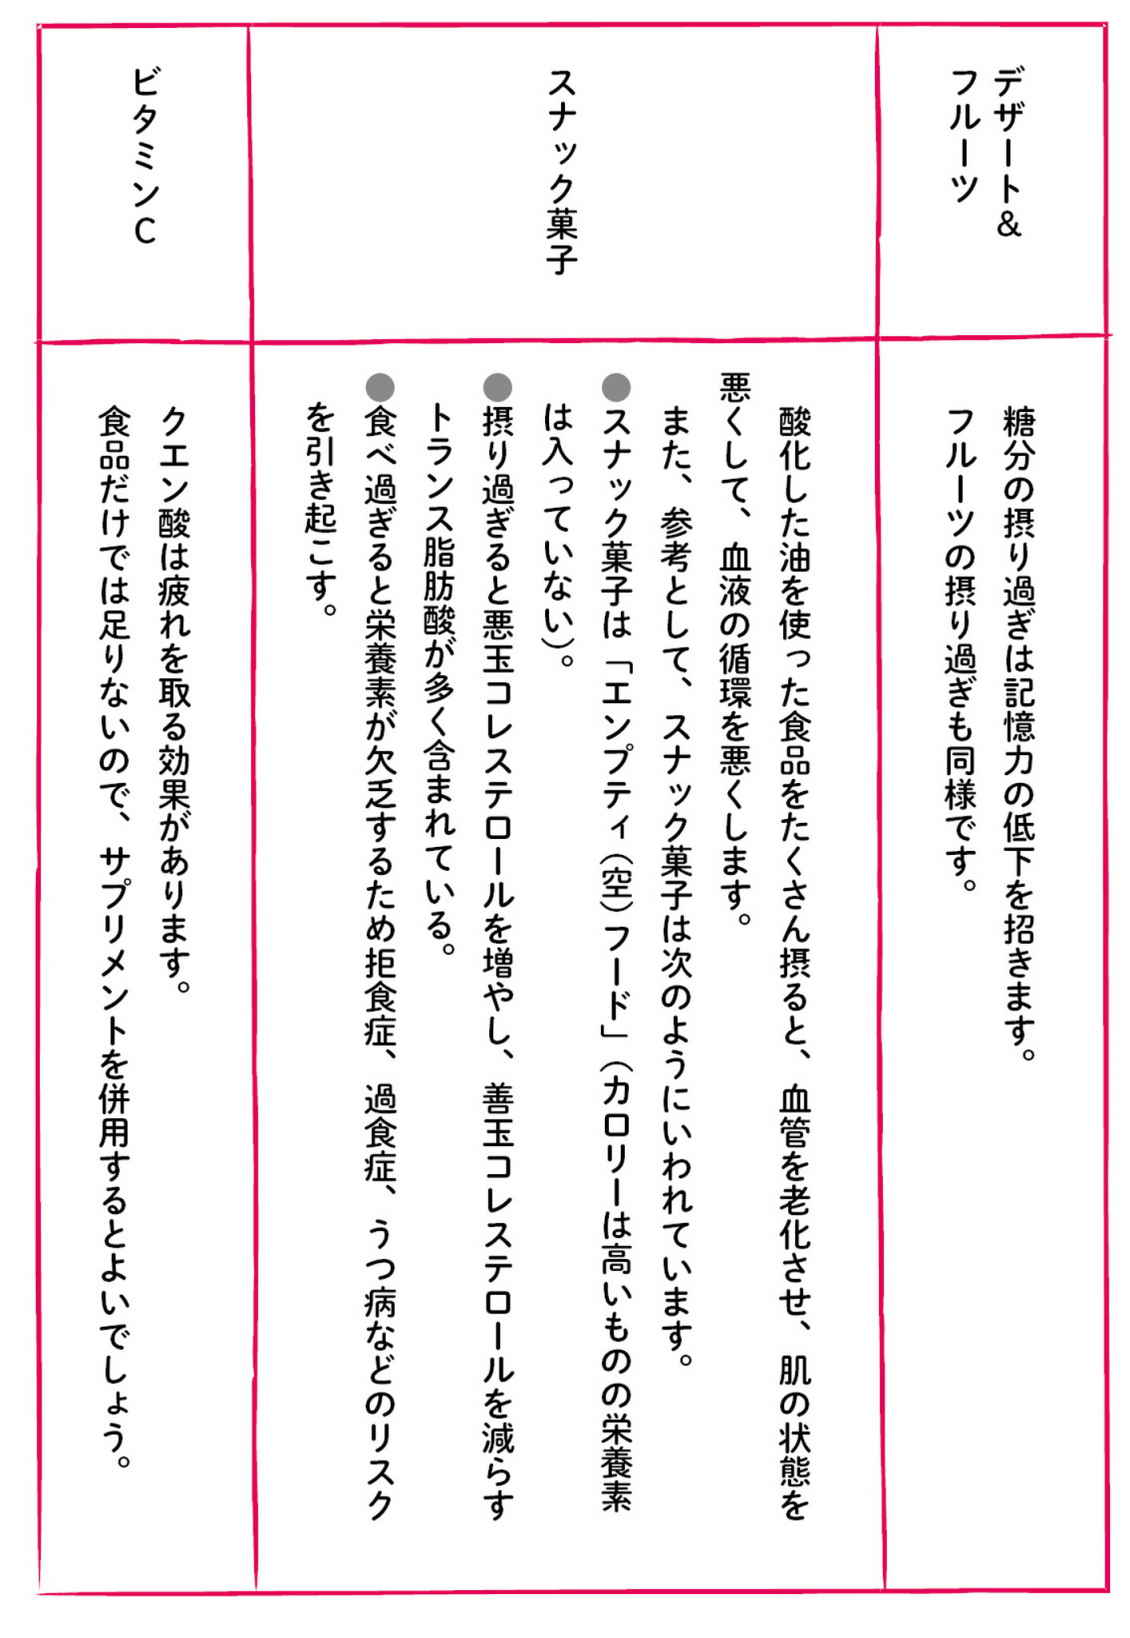 デザート&
フルーツ
糖分の摂り過ぎは記憶力の低下を招きます。
フルーツの摂り過ぎも同様です。
スナック菓子
酸化した油を使った食品をたくさん摂ると、血管を老化させ、肌の状態を
悪くして、血液の循環を悪くします。
また、参考として、スナック菓子は次のようにいわれています。
●スナック菓子は「エンプティ(空)フード」(カロリーは高いものの栄養素
は入っていない)。
●摂り過ぎると悪玉コレステロールを増やし、善玉コレステロールを減らす
トランス脂肪酸が多く含まれている。
●食べ過ぎると栄養素が欠乏するため拒食症、過食症、うつ病などのリスク
を引き起こす。
ビタミンC
クエン酸は疲れを取る効果があります。
食品だけでは足りないので、サプリメントを併用するとよいでしょう。